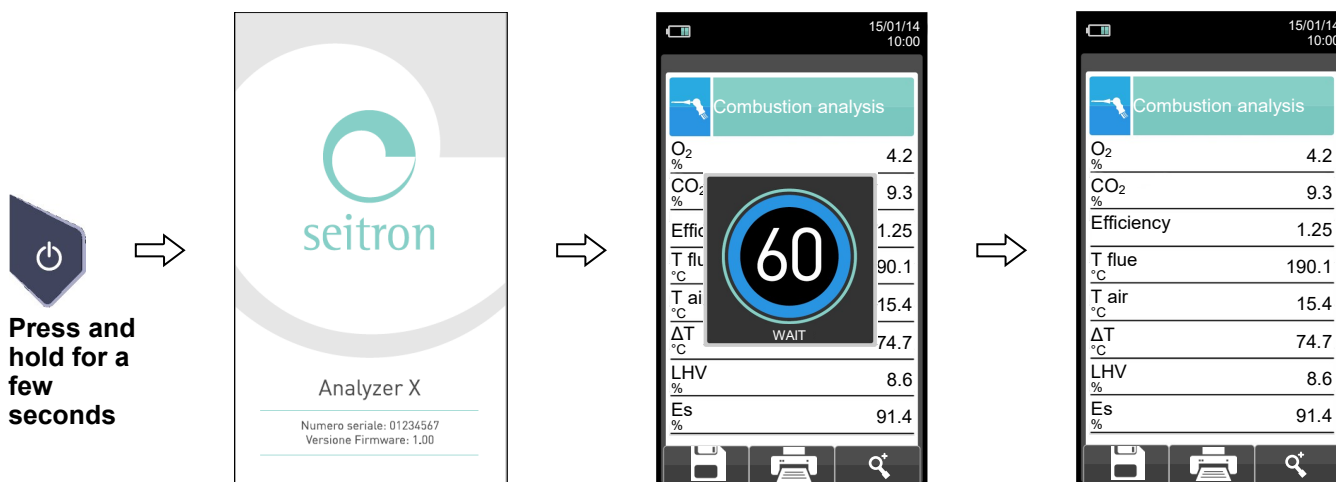 Press and
hold for a
few
seconds
seitron
Analyzer X
Numero seriale: 01234567
Versione Firmware: 1.00
15/01/14
10:00
Combustion analysis
O2
% 4.2
CO2
% 9.3
Effic 1.25
T flu
°C 90.1
T ai
°C 15.4
ΔT
°C 74.7
LHV
% 8.6
Es
% 91.4
60
WAIT
15/01/14
10:00
Combustion analysis
O2
% 4.2
CO2
% 9.3
Efficiency 1.25
T flue
°C 190.1
T air
°C 15.4
ΔT
°C 74.7
LHV
% 8.6
Es
% 91.4